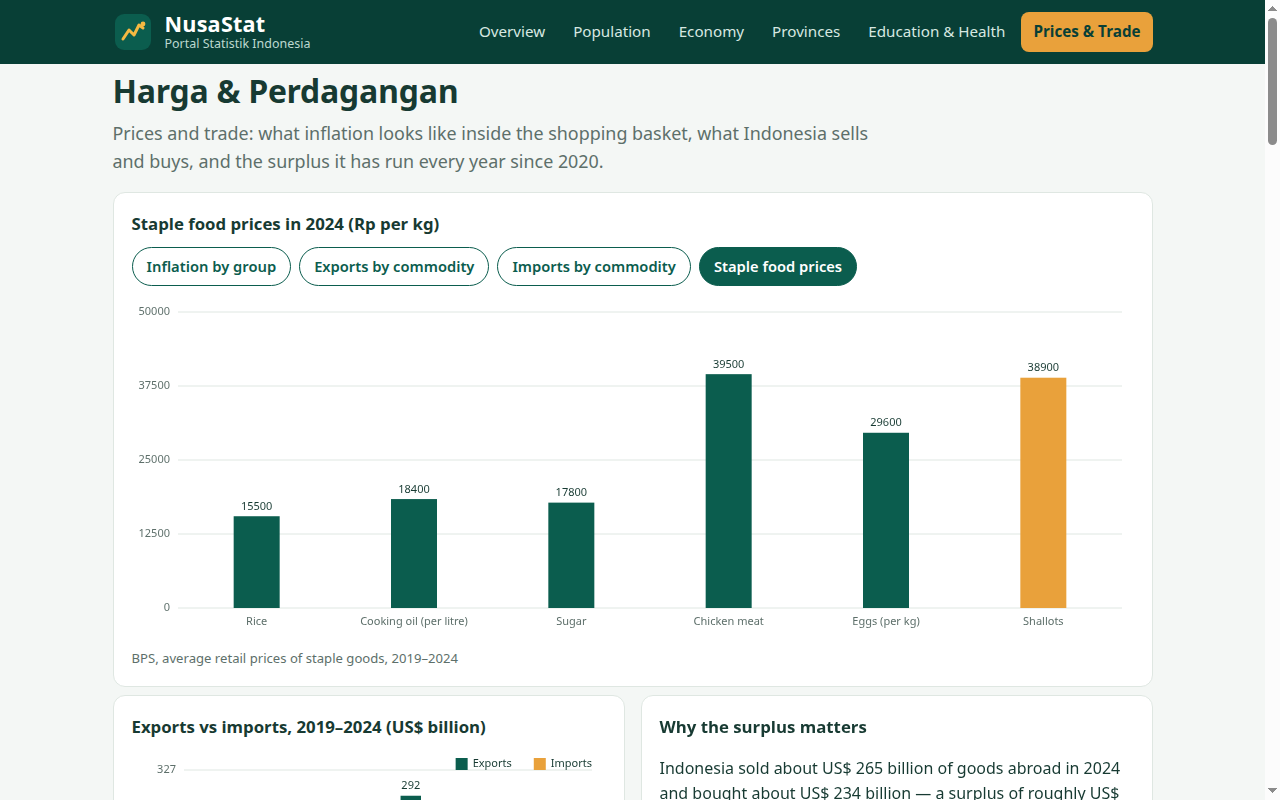 NusaStat
Portal Statistik Indonesia
Overview
Population
Economy
Provinces
Education & Health
Prices & Trade
Harga & Perdagangan
Prices and trade: what inflation looks like inside the shopping basket, what Indonesia sells
and buys, and the surplus it has run every year since 2020.
Staple food prices in 2024 (Rp per kg)
Inflation by group
Exports by commodity
Imports by commodity
Staple food prices
50000
37500
25000
12500
0
15500
18400
17800
39500
29600
38900
Rice
Cooking oil (per litre)
Sugar
Chicken meat
Eggs (per kg)
Shallots
BPS, average retail prices of staple goods, 2019–2024
Exports vs imports, 2019–2024 (US$ billion)
Exports
Imports
327
292
Why the surplus matters
Indonesia sold about US$ 265 billion of goods abroad in 2024
and bought about US$ 234 billion — a surplus of roughly US$